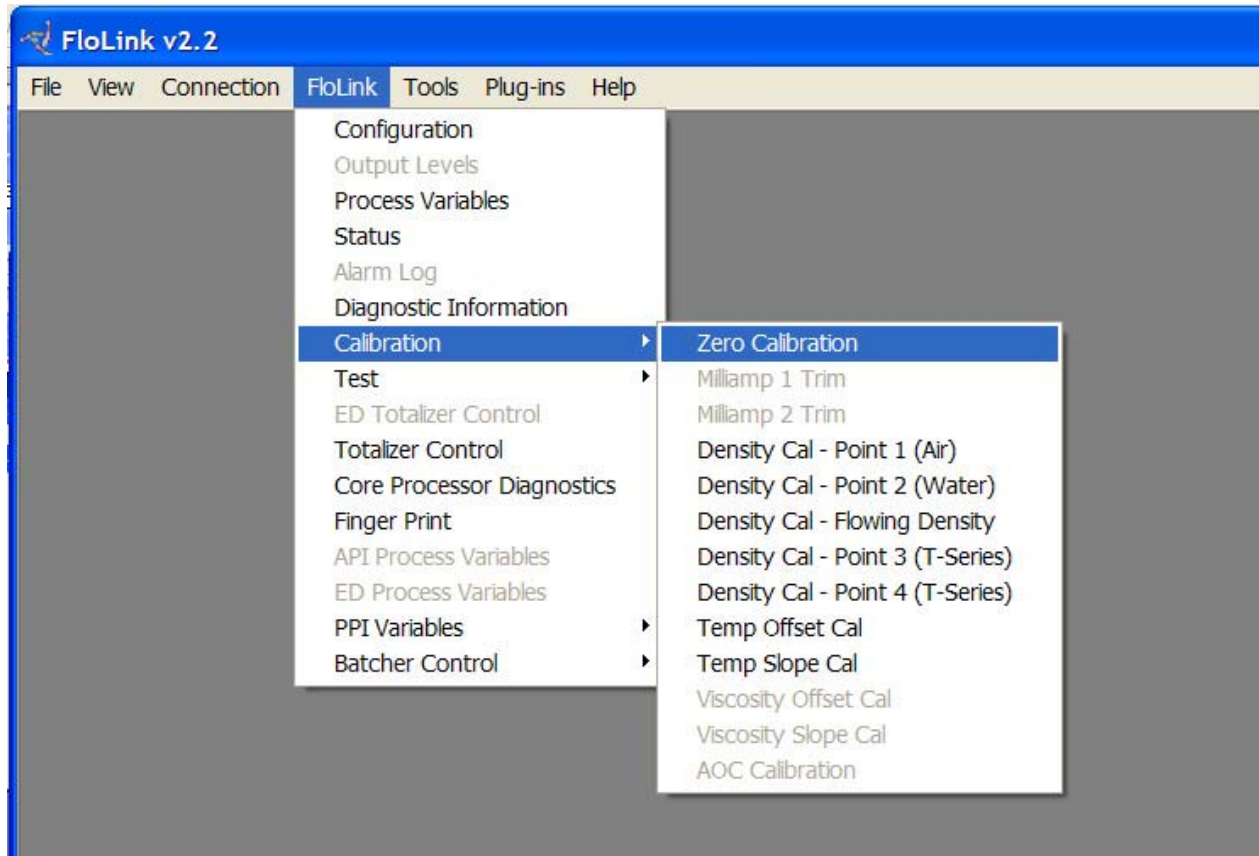 FloLink v2.2
File View Connection FloLink Tools Plug-ins Help
Configuration
Output Levels
Process Variables
Status
Alarm Log
Diagnostic Information
Calibration
Test
ED Totalizer Control
Totalizer Control
Core Processor Diagnostics
Finger Print
API Process Variables
ED Process Variables
PPI Variables
Batcher Control
Zero Calibration
Milliamp 1 Trim
Milliamp 2 Trim
Density Cal - Point 1 (Air)
Density Cal - Point 2 (Water)
Density Cal - Flowing Density
Density Cal - Point 3 (T-Series)
Density Cal - Point 4 (T-Series)
Temp Offset Cal
Temp Slope Cal
Viscosity Offset Cal
Viscosity Slope Cal
AOC Calibration